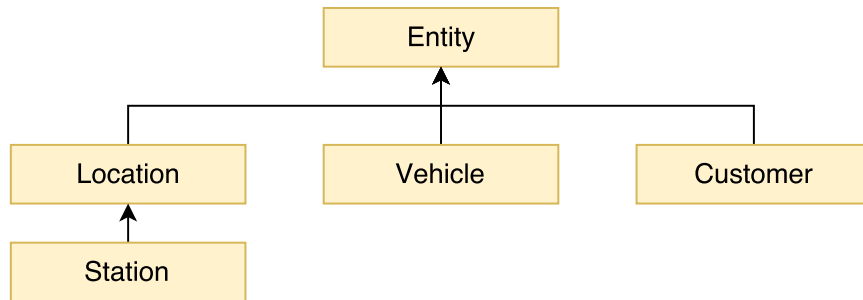 Entity
Location
Vehicle
Customer
Station